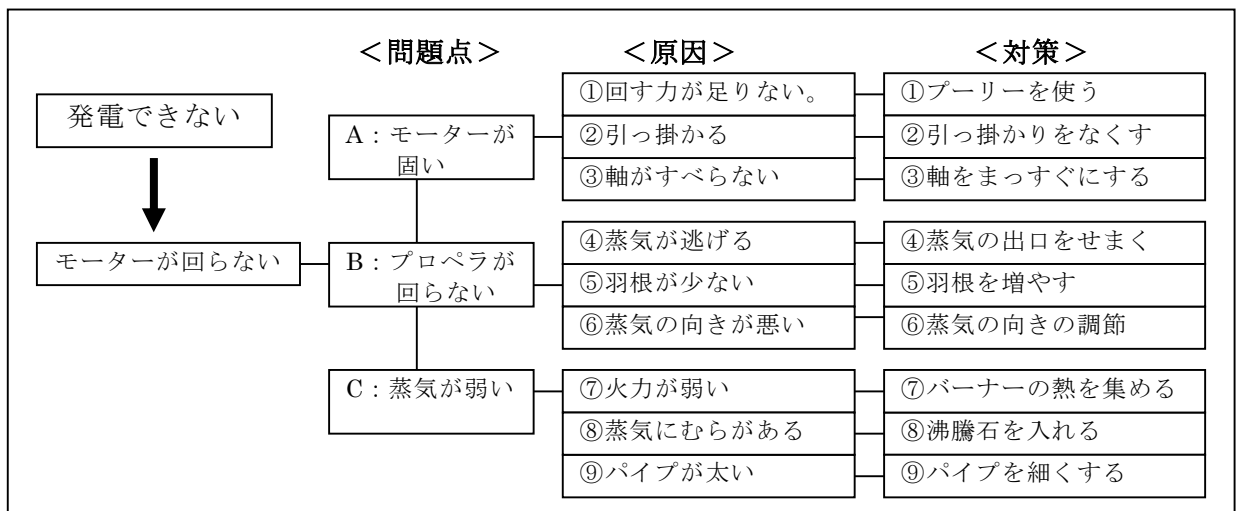 ＜問題点＞ ＜原因＞ ＜対策＞
発電できない
モーターが回らない
A：モーターが
固い
①回す力が足りない。 ①プーリーを使う
②引っ掛かる ②引っ掛かりをなくす
③軸がすべらない ③軸をまっすぐにする
B：プロペラが
回らない
④蒸気が逃げる ④蒸気の出口をせまく
⑤羽根が少ない ⑤羽根を増やす
⑥蒸気の向きが悪い ⑥蒸気の向きの調節
C：蒸気が弱い
⑦火力が弱い ⑦バーナーの熱を集める
⑧蒸気にむらがある ⑧沸騰石を入れる
⑨パイプが太い ⑨パイプを細くする